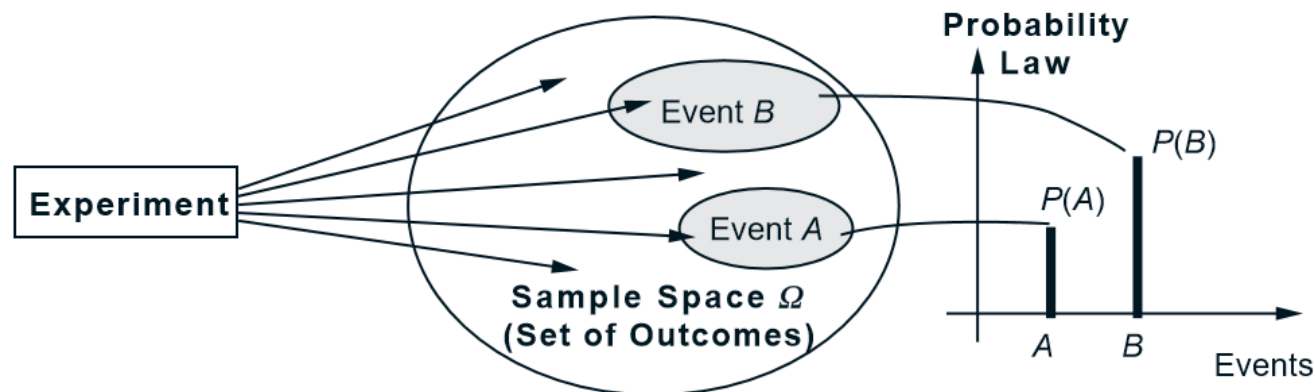 Experiment
Event B
Event A
Sample Space Ω
(Set of Outcomes)
Probability
Law
P(B)
P(A)
A
B
Events